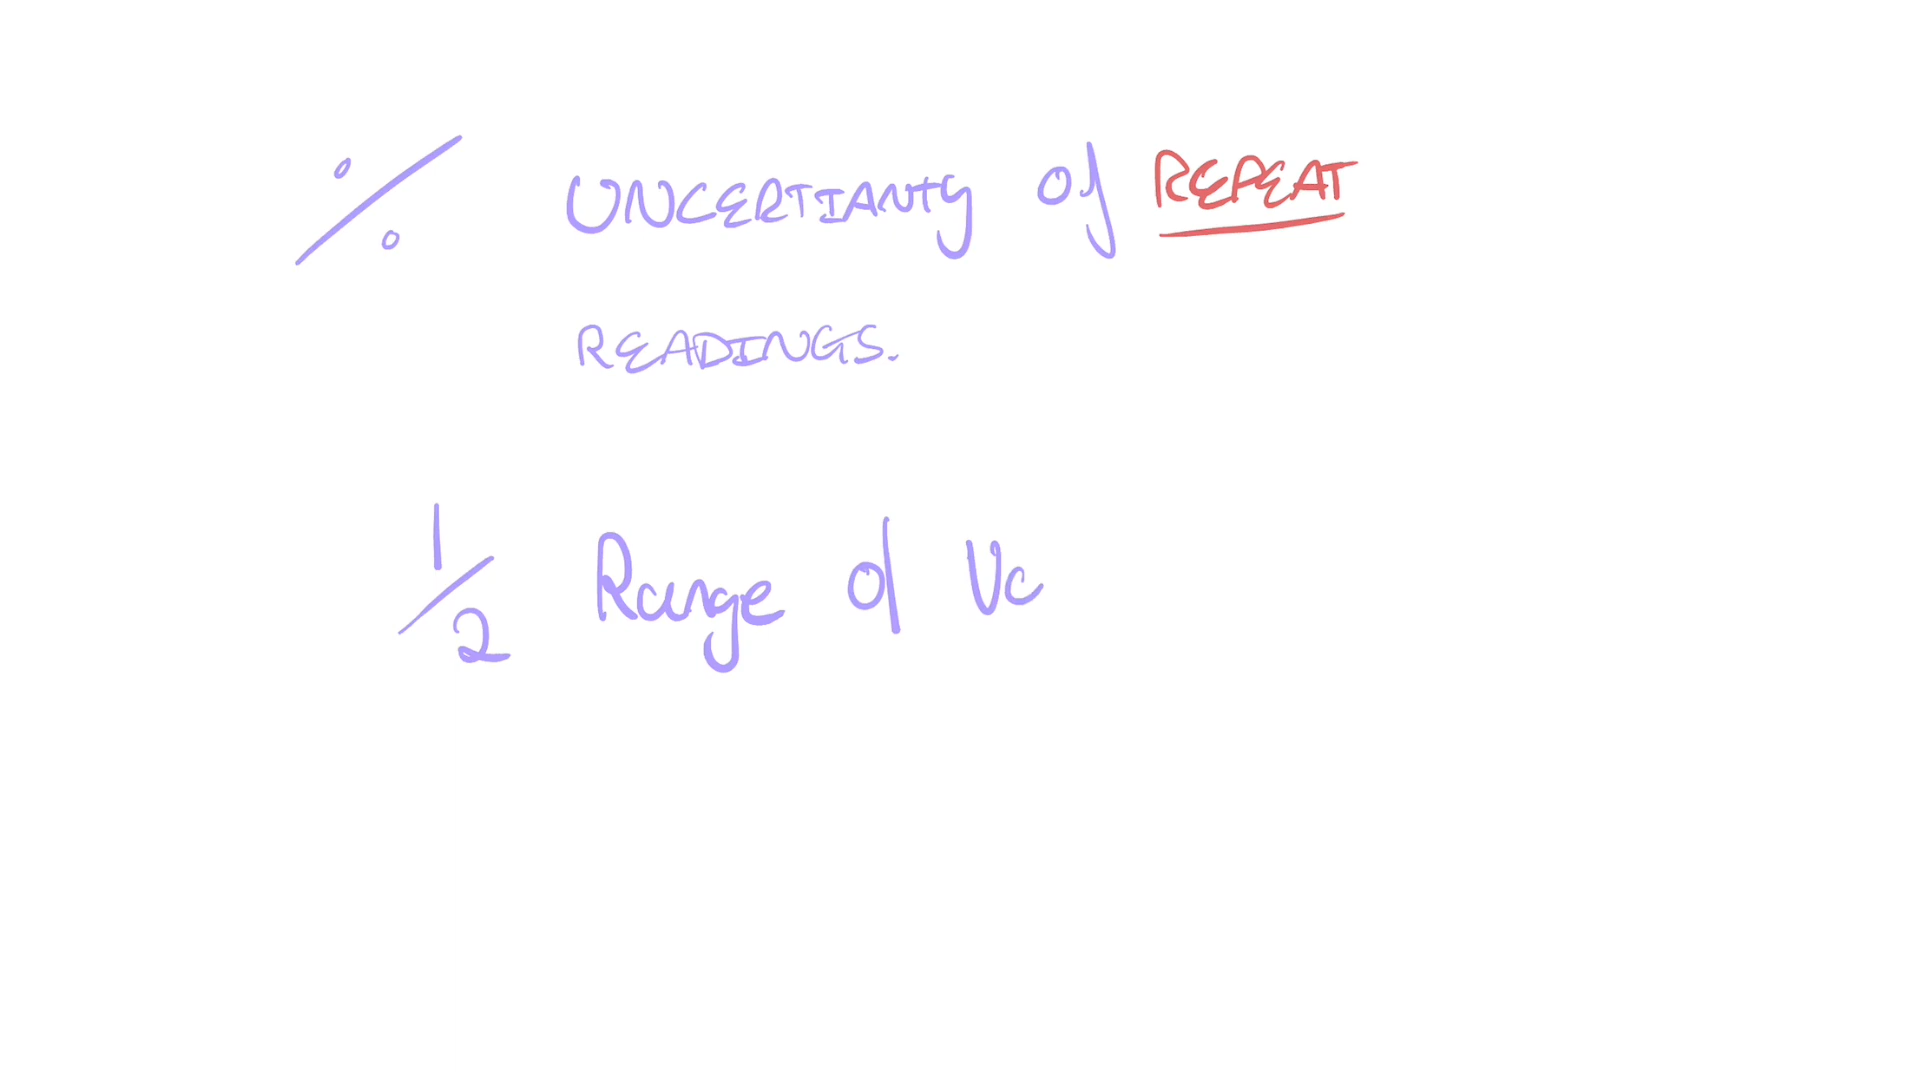 % UNCERTIANTY of REPEAT
READINGS.
1/2 Range of Vc